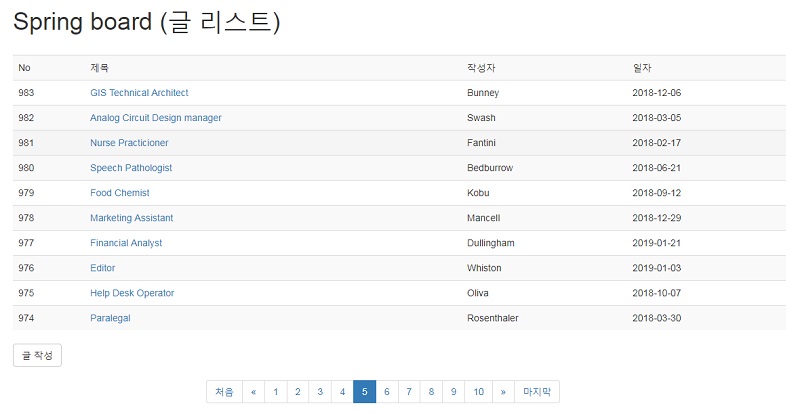 Spring board (글 리스트)
No 제목 작성자 일자
983 GIS Technical Architect Bunney 2018-12-06
982 Analog Circuit Design manager Swash 2018-03-05
981 Nurse Practicioner Fantini 2018-02-17
980 Speech Pathologist Bedburrow 2018-06-21
979 Food Chemist Kobu 2018-09-12
978 Marketing Assistant Mancell 2018-12-29
977 Financial Analyst Dullingham 2019-01-21
976 Editor Whiston 2019-01-03
975 Help Desk Operator Oliva 2018-10-07
974 Paralegal Rosenthaler 2018-03-30
글 작성
처음 « 1 2 3 4 5 6 7 8 9 10 » 마지막